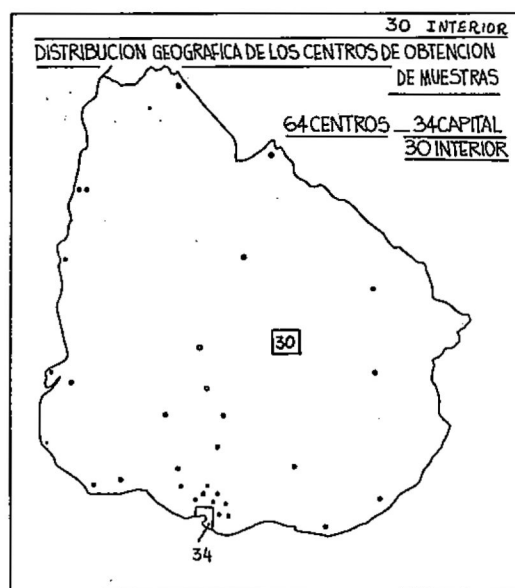 30 INTERIOR
DISTRIBUCION GEOGRAFICA DE LOS CENTROS DE OBTENCION
DE MUESTRAS
64 CENTROS _ 34 CAPITAL
30 INTERIOR
30
34